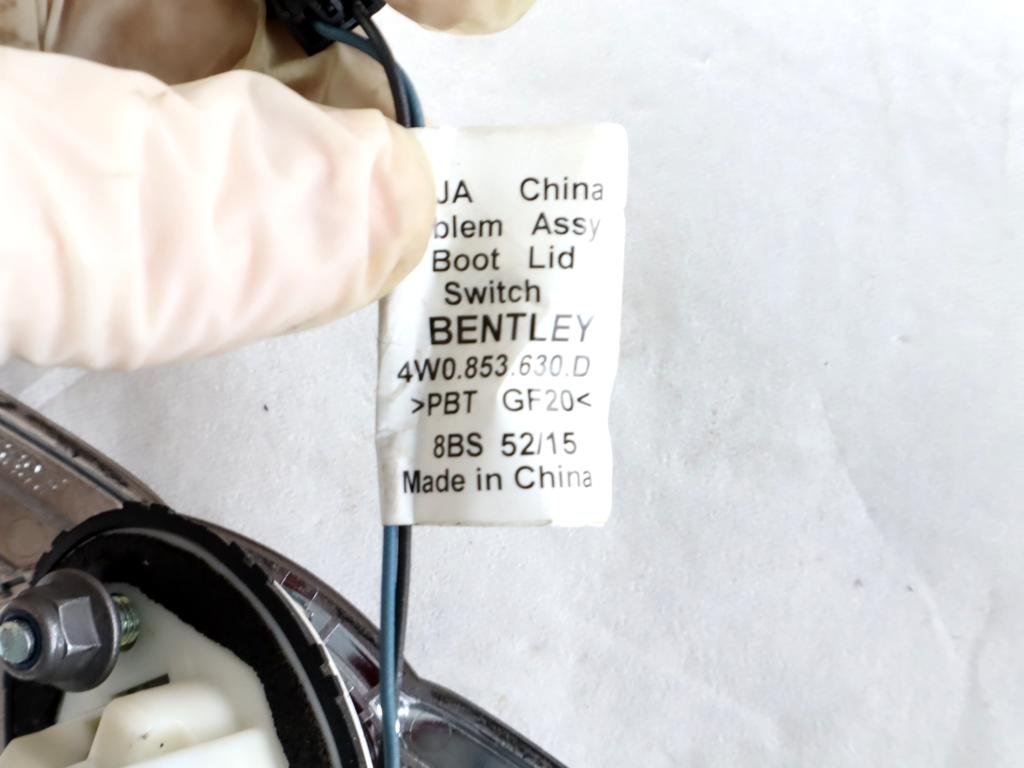 JA China
blem Assy
Boot Lid
Switch
BENTLEY
4W0.853.630.D
>PBT GF20<
8BS 52/15
Made in China